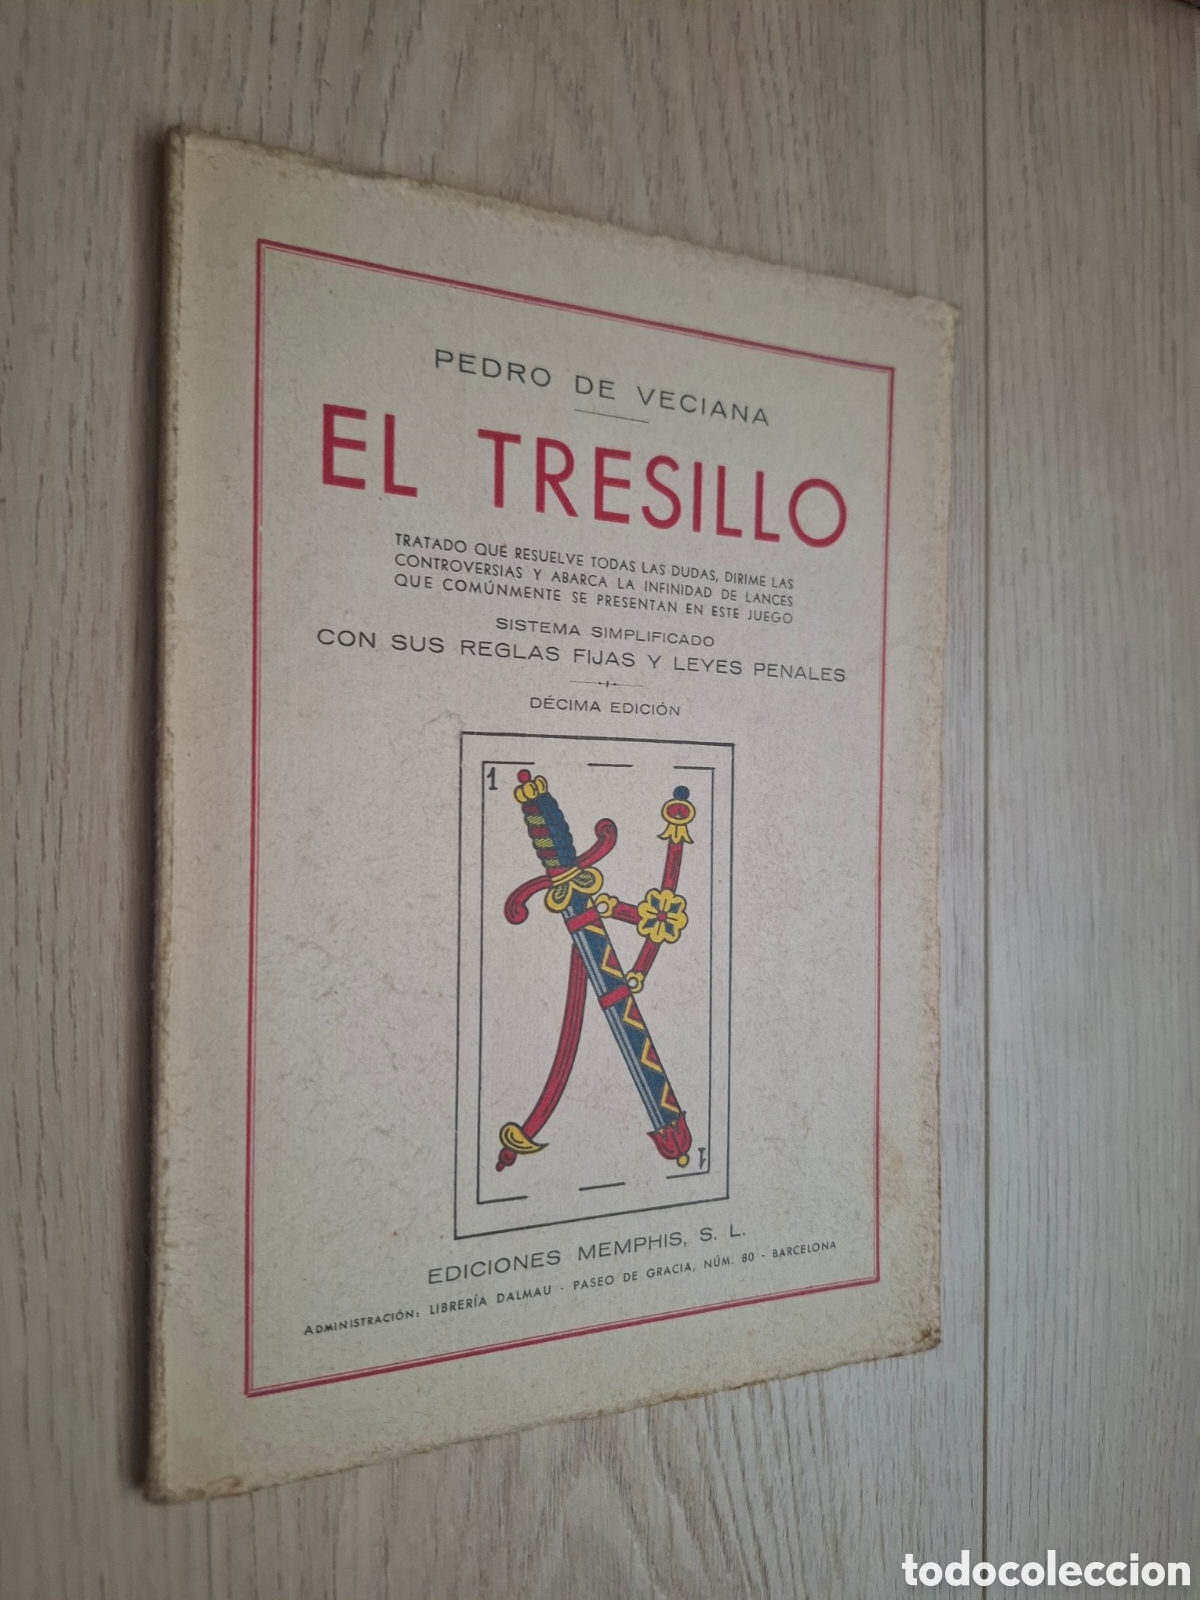 PEDRO DE VECIANA
EL TRESILLO
TRATADO QUE RESUELVE TODAS LAS DUDAS, DIRIME LAS
CONTROVERSIAS Y ABARCA LA INFINIDAD DE LANCES
QUE COMÚNMENTE SE PRESENTAN EN ESTE JUEGO
SISTEMA SIMPLIFICADO
CON SUS REGLAS FIJAS Y LEYES PENALES
DÉCIMA EDICIÓN
1
1
EDICIONES MEMPHIS, S. L.
ADMINISTRACIÓN: LIBRERÍA DALMAU - PASEO DE GRACIA, NÚM. 80 - BARCELONA
todocoleccion